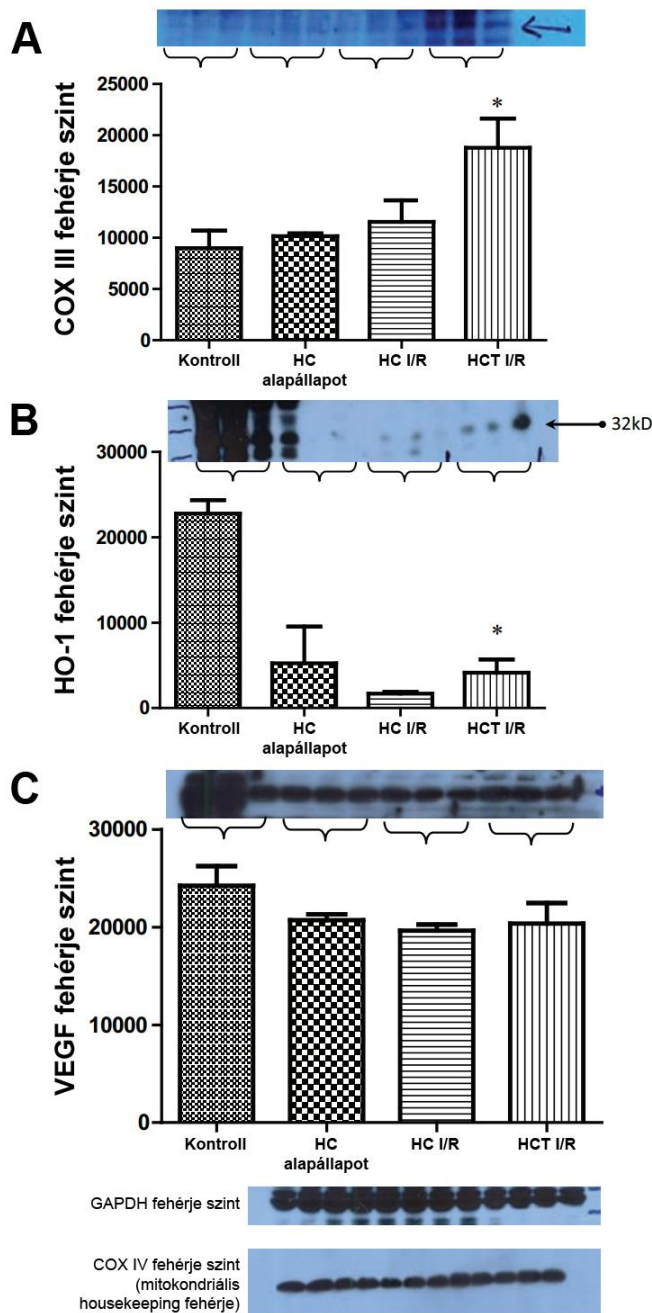 A
COX III fehérje szint
25000
20000
15000
10000
5000
0
*
Kontroll
HC
alapállapot
HC I/R
HCT I/R
B
32kD
HO-1 fehérje szint
30000
20000
10000
0
*
Kontroll
HC
alapállapot
HC I/R
HCT I/R
C
VEGF fehérje szint
30000
20000
10000
0
Kontroll
HC
alapállapot
HC I/R
HCT I/R
GAPDH fehérje szint
COX IV fehérje szint
(mitokondriális
housekeeping fehérje)